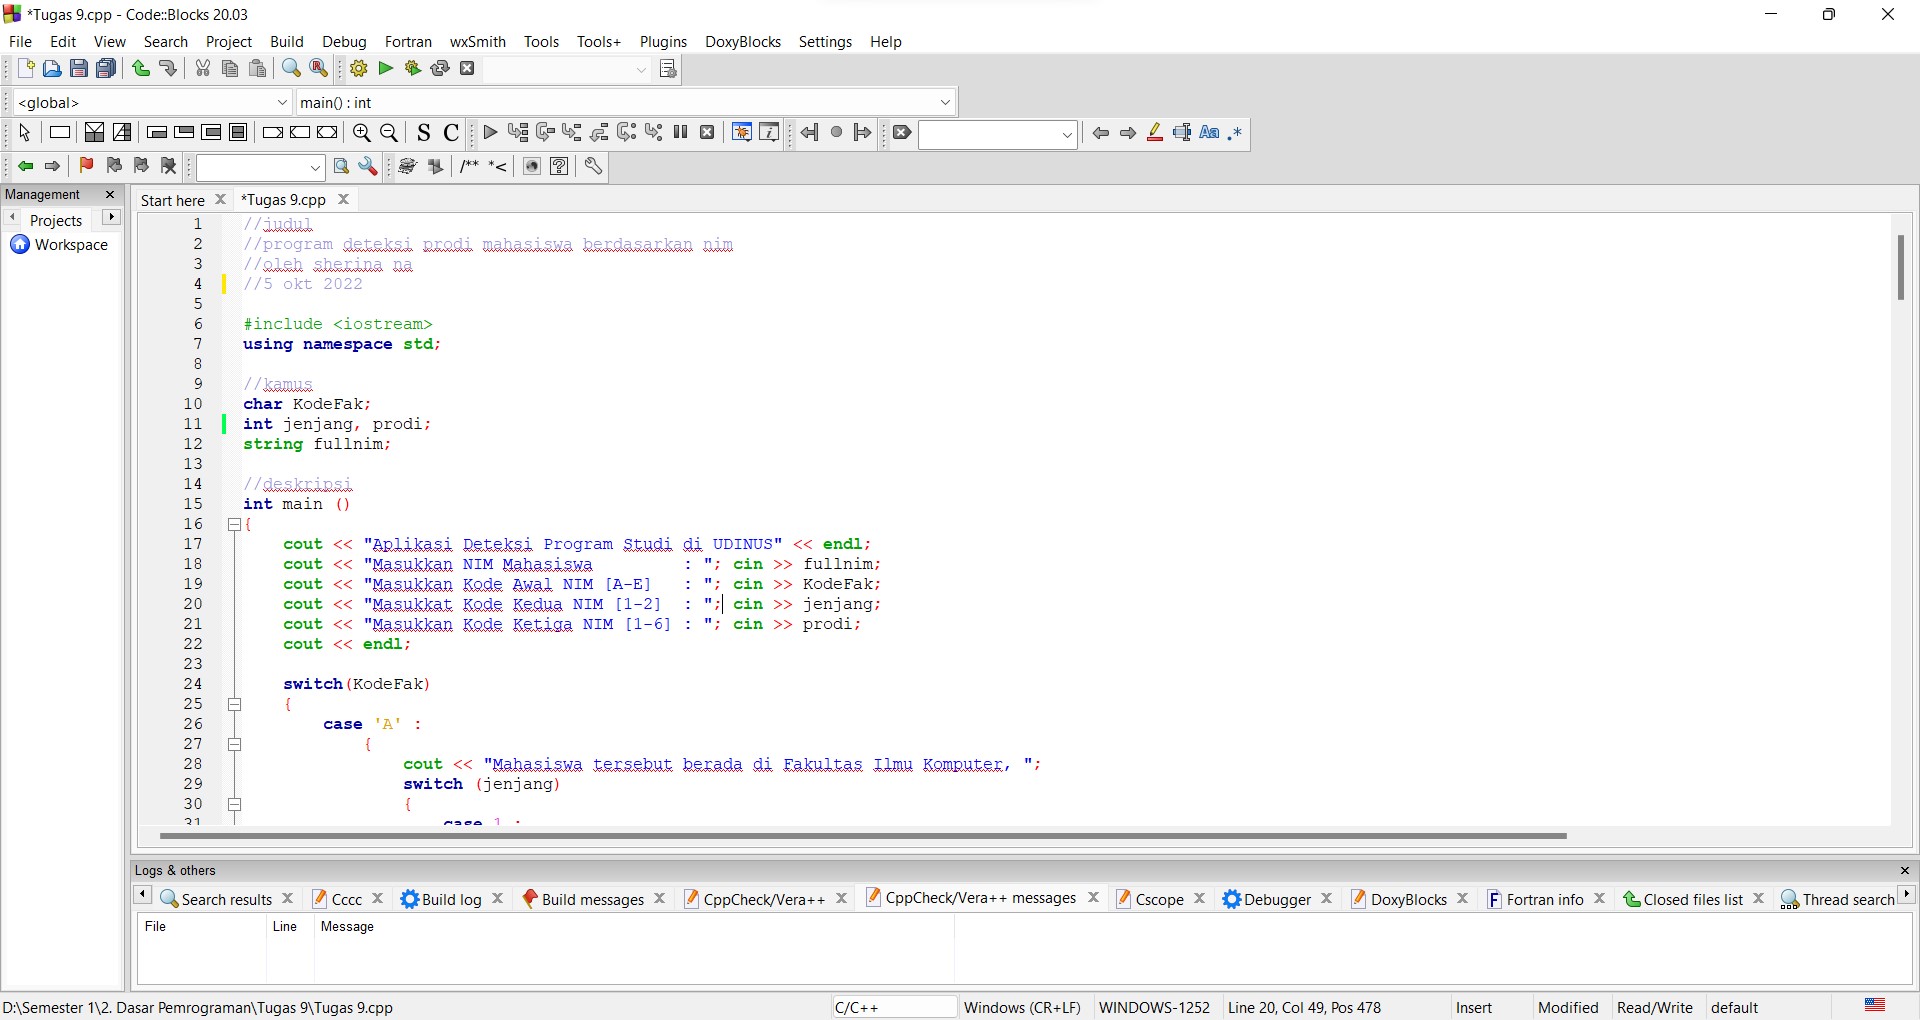 *Tugas 9.cpp - Code::Blocks 20.03
File Edit View Search Project Build Debug Fortran wxSmith Tools Tools+ Plugins DoxyBlocks Settings Help
<global> main() : int
S C
Aa .*
/** *<
Management
Start here *Tugas 9.cpp
Projects
Workspace
1 //judul
2 //program deteksi prodi mahasiswa berdasarkan nim
3 //oleh sherina na
4 //5 okt 2022
5
6 #include <iostream>
7 using namespace std;
8
9 //kamus
10 char KodeFak;
11 int jenjang, prodi;
12 string fullnim;
13
14 //deskripsi
15 int main ()
16 {
17 cout << "Aplikasi Deteksi Program Studi di UDINUS" << endl;
18 cout << "Masukkan NIM Mahasiswa : "; cin >> fullnim;
19 cout << "Masukkan Kode Awal NIM [A-E] : "; cin >> KodeFak;
20 cout << "Masukkat Kode Kedua NIM [1-2] : "; cin >> jenjang;
21 cout << "Masukkan Kode Ketiga NIM [1-6] : "; cin >> prodi;
22 cout << endl;
23
24 switch(KodeFak)
25 {
26 case 'A' :
27 {
28 cout << "Mahasiswa tersebut berada di Fakultas Ilmu Komputer, ";
29 switch (jenjang)
30 {
31 case 1 :
Logs & others
Search results Cccc Build log Build messages CppCheck/Vera++ CppCheck/Vera++ messages Cscope Debugger DoxyBlocks Fortran info Closed files list Thread search
File Line Message
D:\Semester 1\2. Dasar Pemrograman\Tugas 9\Tugas 9.cpp C/C++ Windows (CR+LF) WINDOWS-1252 Line 20, Col 49, Pos 478 Insert Modified Read/Write default